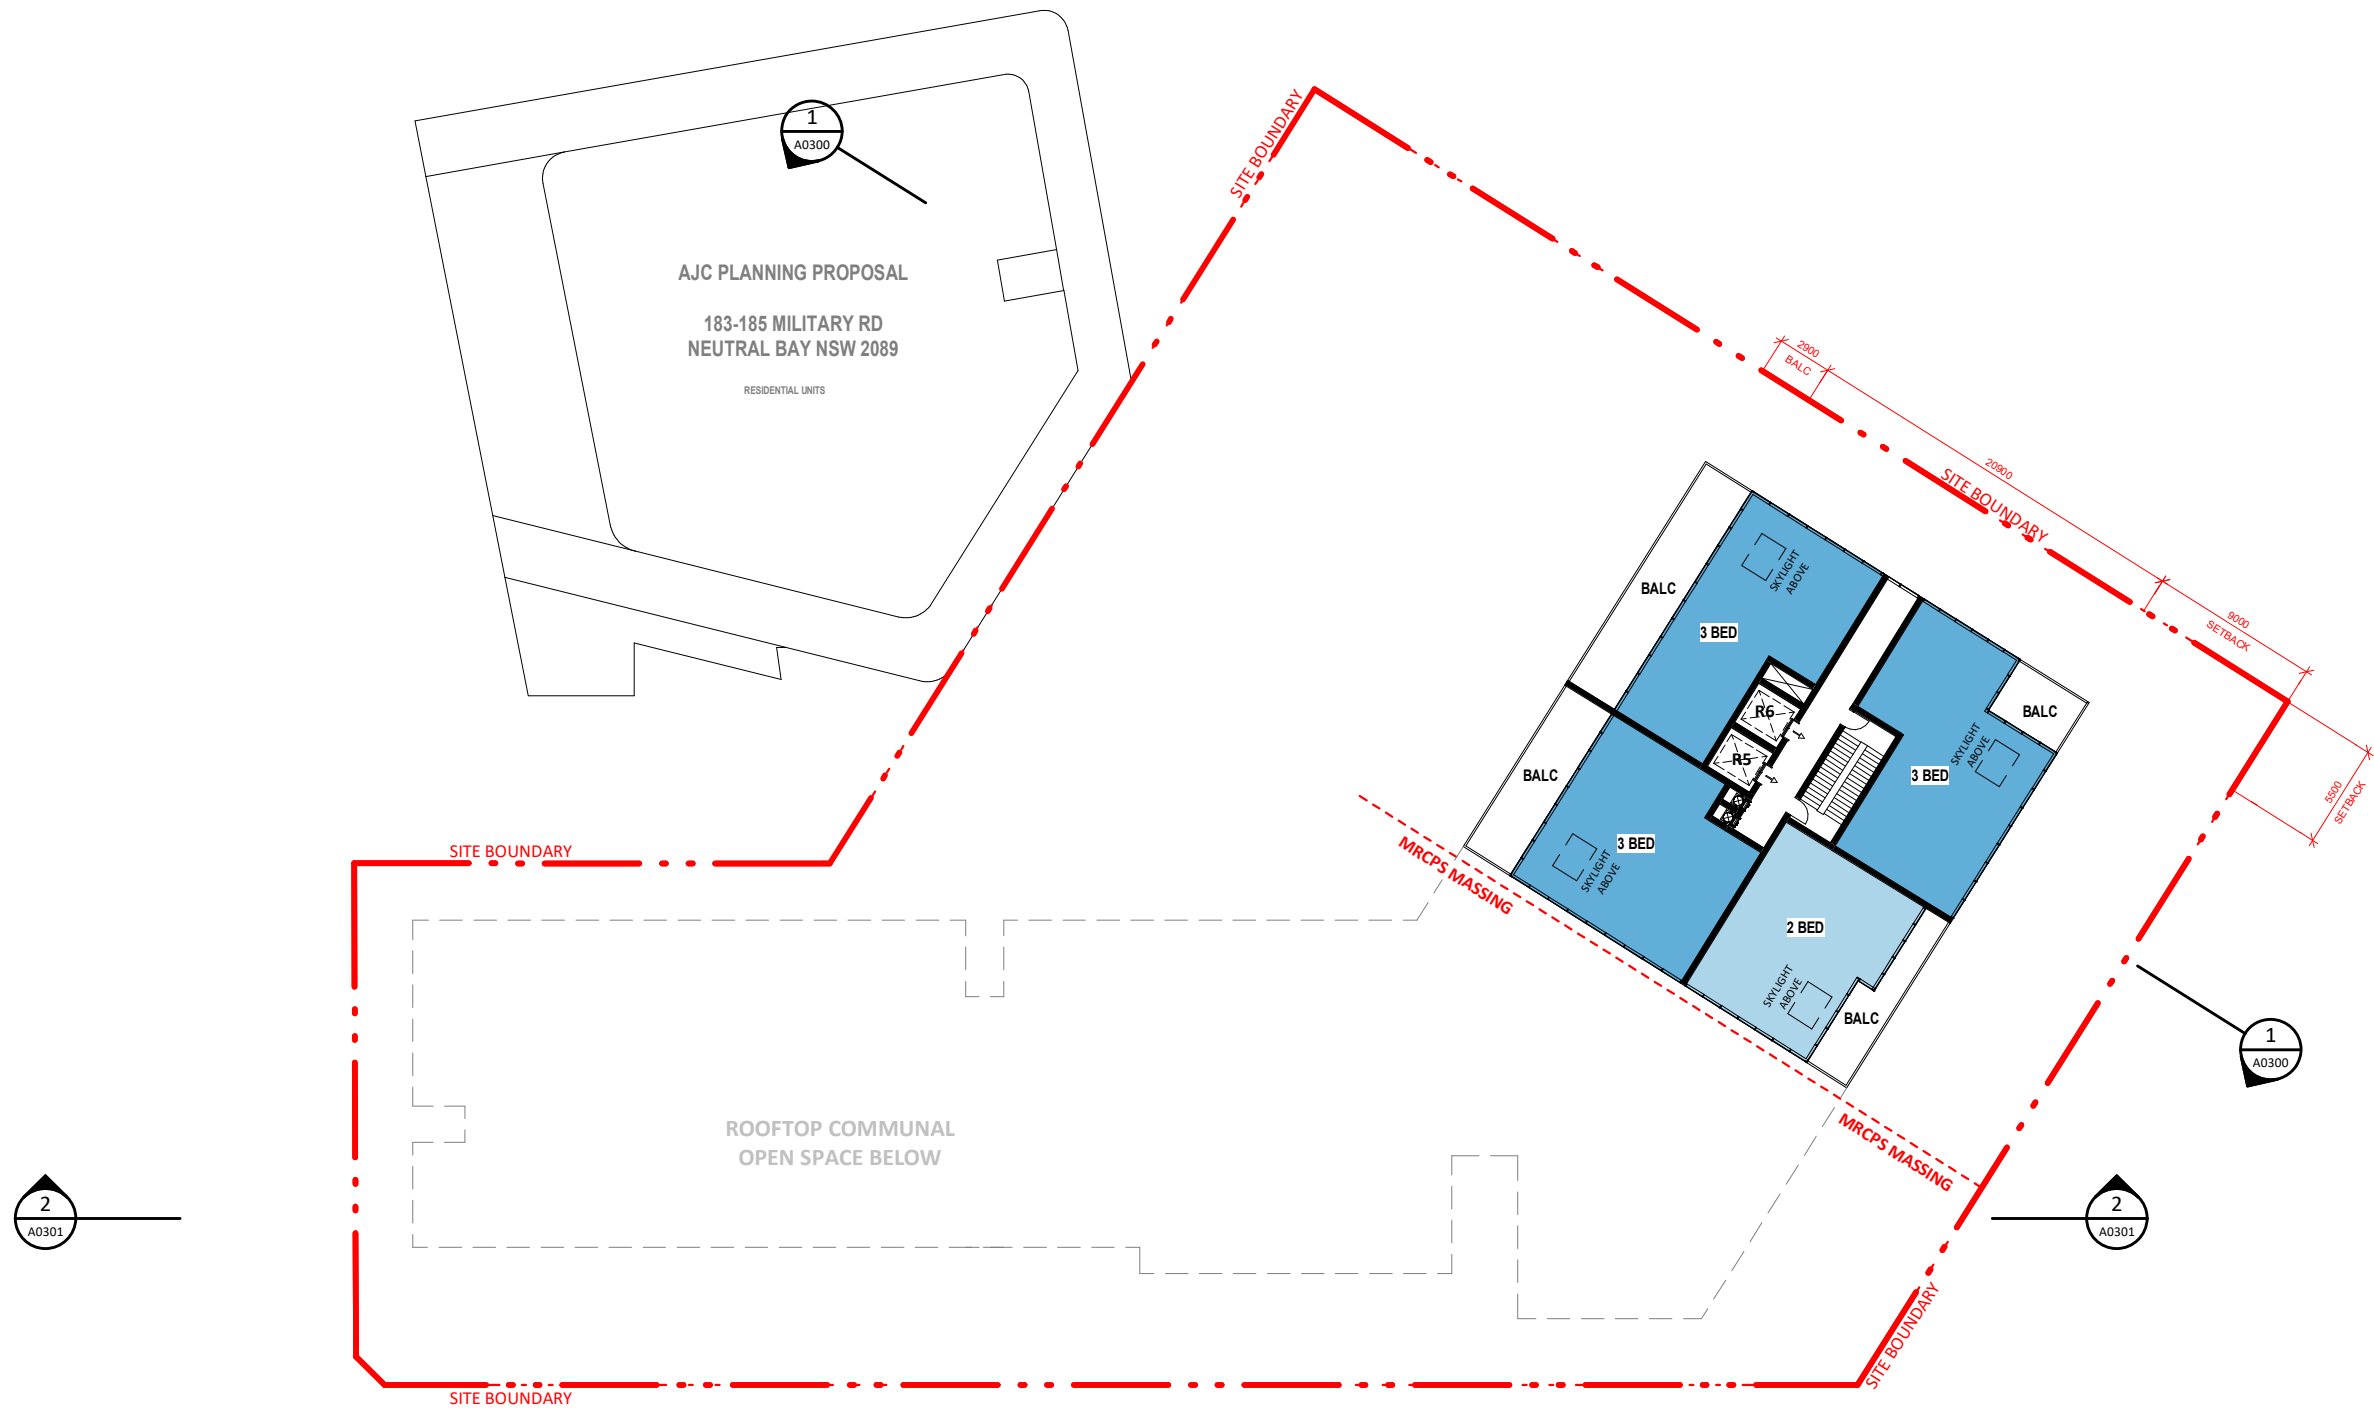 SITE BOUNDARY
1
A0300
AJC PLANNING PROPOSAL
183-185 MILITARY RD
NEUTRAL BAY NSW 2089
RESIDENTIAL UNITS
2900
BALC
20900
SITE BOUNDARY
9000
SETBACK
5500
SETBACK
SKYLIGHT
ABOVE
BALC
3 BED
R6
BALC
SKYLIGHT
ABOVE
R5
BALC
3 BED
3 BED
SKYLIGHT
ABOVE
MRCPS MASSING
SITE BOUNDARY
2 BED
SKYLIGHT
ABOVE
BALC
1
A0300
ROOFTOP COMMUNAL
OPEN SPACE BELOW
MRCPS MASSING
2
A0301
2
A0301
SITE BOUNDARY
SITE BOUNDARY